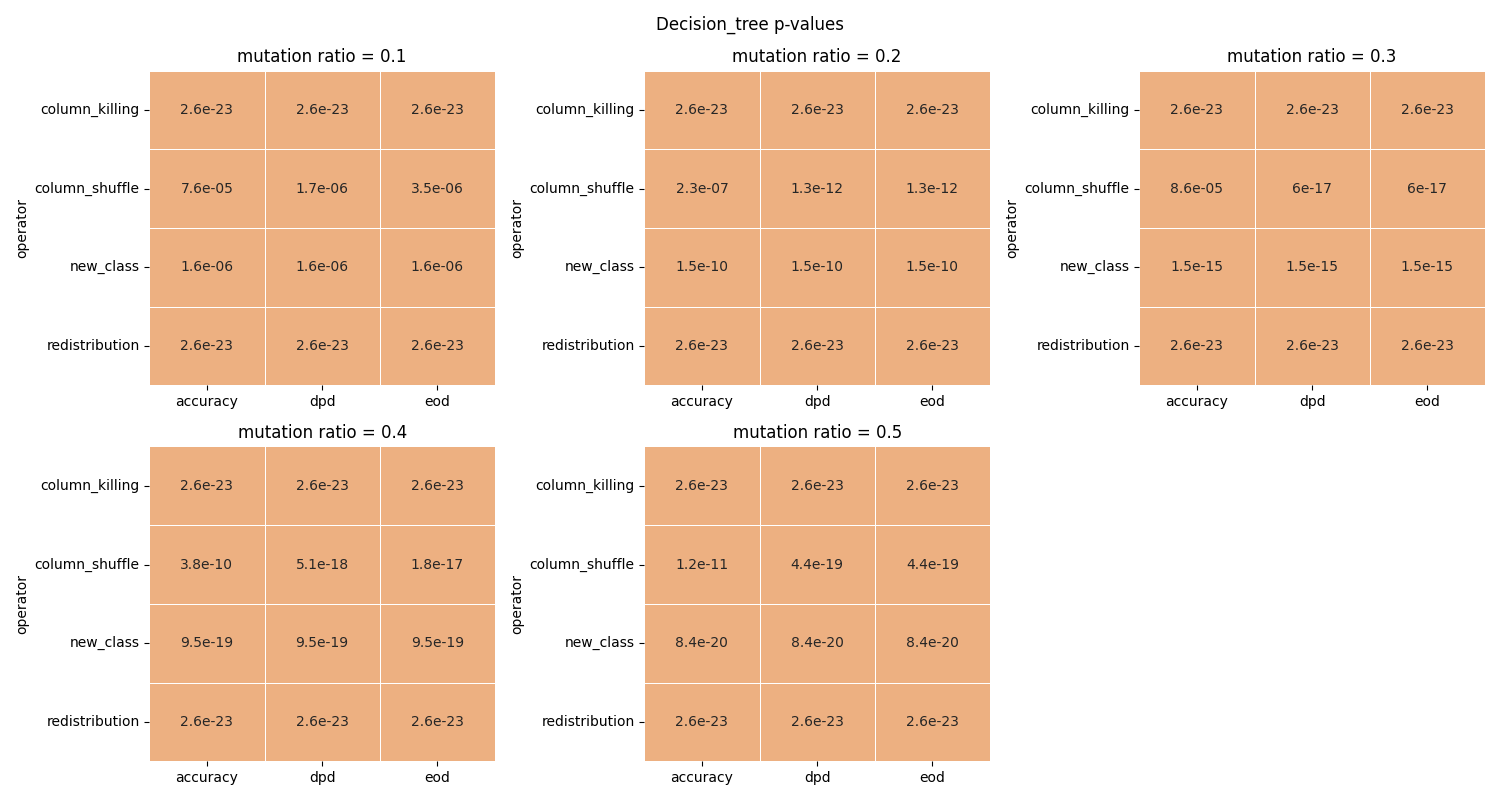 Decision_tree p-values
mutation ratio = 0.1
operator
column_killing 2.6e-23 2.6e-23 2.6e-23
column_shuffle 7.6e-05 1.7e-06 3.5e-06
new_class 1.6e-06 1.6e-06 1.6e-06
redistribution 2.6e-23 2.6e-23 2.6e-23
accuracy dpd eod
mutation ratio = 0.2
operator
column_killing 2.6e-23 2.6e-23 2.6e-23
column_shuffle 2.3e-07 1.3e-12 1.3e-12
new_class 1.5e-10 1.5e-10 1.5e-10
redistribution 2.6e-23 2.6e-23 2.6e-23
accuracy dpd eod
mutation ratio = 0.3
operator
column_killing 2.6e-23 2.6e-23 2.6e-23
column_shuffle 8.6e-05 6e-17 6e-17
new_class 1.5e-15 1.5e-15 1.5e-15
redistribution 2.6e-23 2.6e-23 2.6e-23
accuracy dpd eod
mutation ratio = 0.4
operator
column_killing 2.6e-23 2.6e-23 2.6e-23
column_shuffle 3.8e-10 5.1e-18 1.8e-17
new_class 9.5e-19 9.5e-19 9.5e-19
redistribution 2.6e-23 2.6e-23 2.6e-23
accuracy dpd eod
mutation ratio = 0.5
operator
column_killing 2.6e-23 2.6e-23 2.6e-23
column_shuffle 1.2e-11 4.4e-19 4.4e-19
new_class 8.4e-20 8.4e-20 8.4e-20
redistribution 2.6e-23 2.6e-23 2.6e-23
accuracy dpd eod